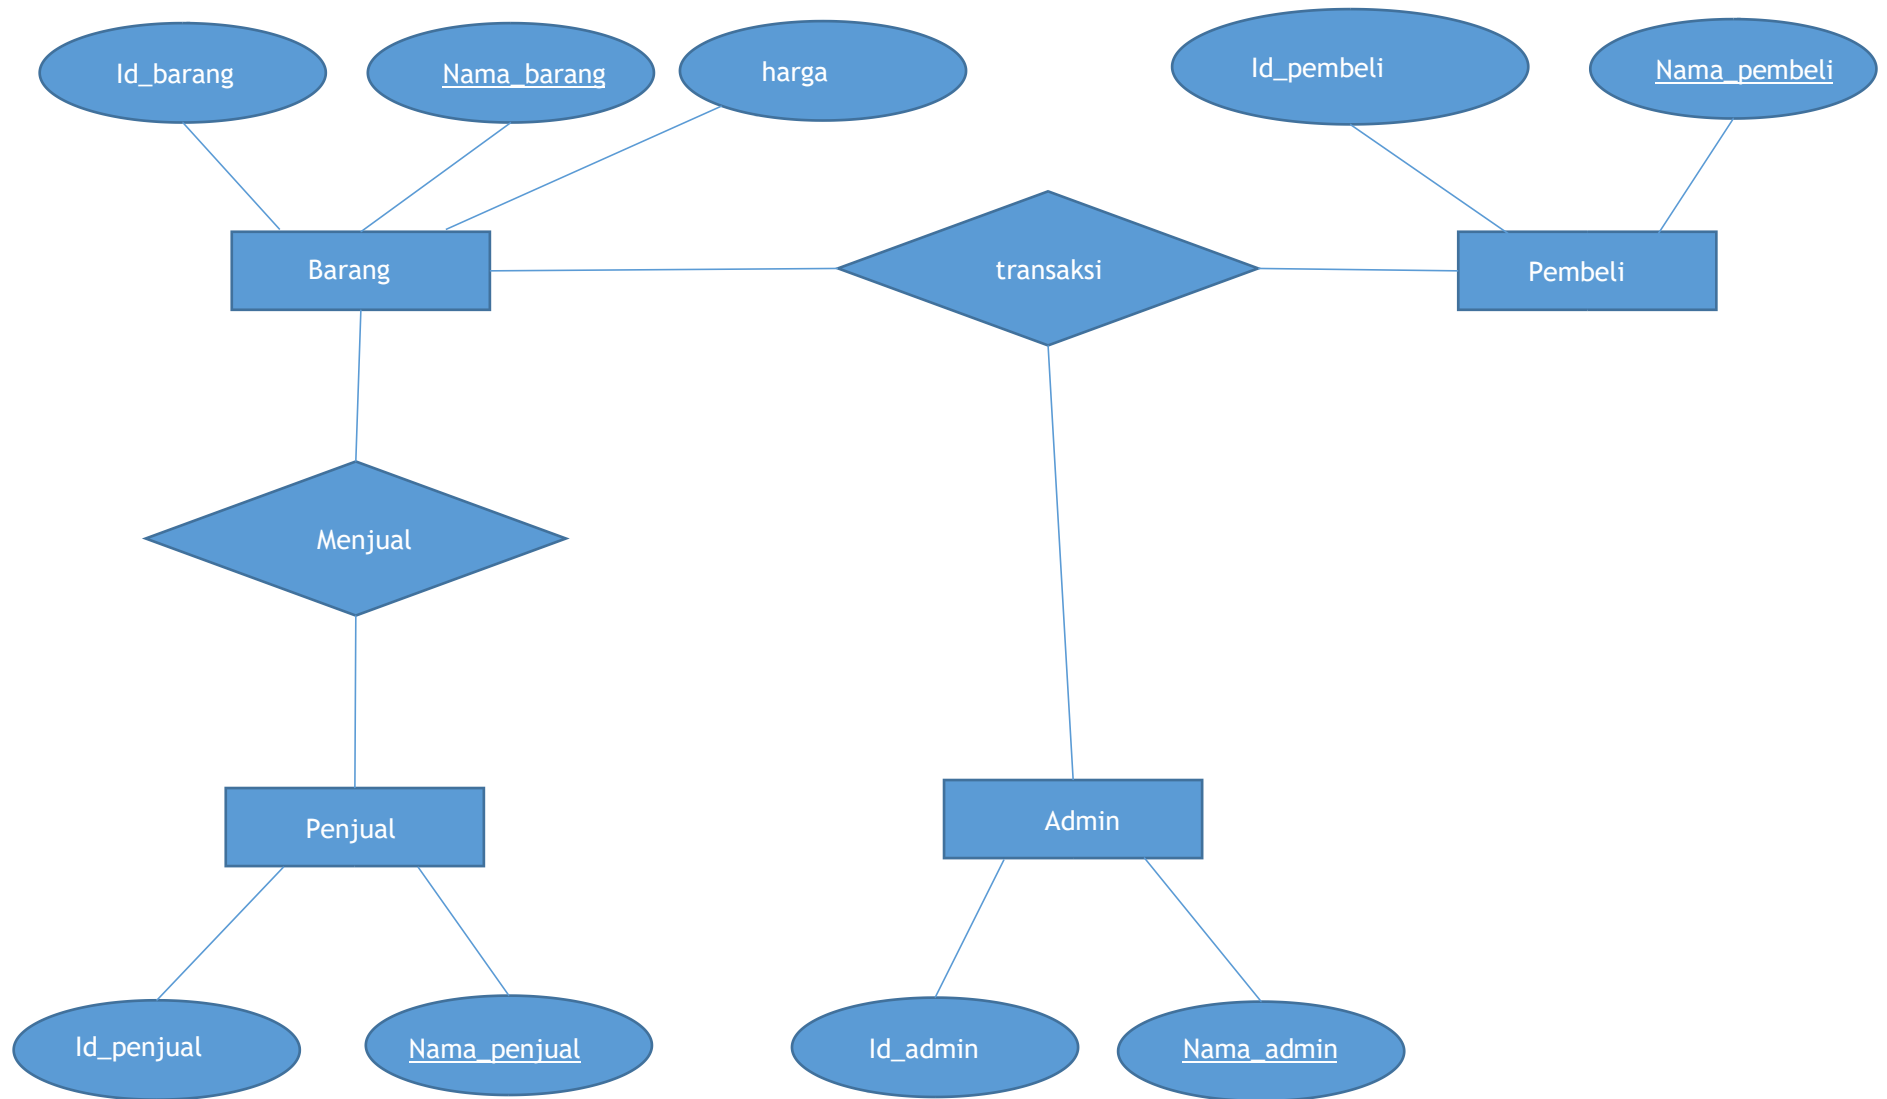 Id_barang
Nama_barang
harga
Id_pembeli
Nama_pembeli
Barang
transaksi
Pembeli
Menjual
Penjual
Admin
Id_penjual
Nama_penjual
Id_admin
Nama_admin